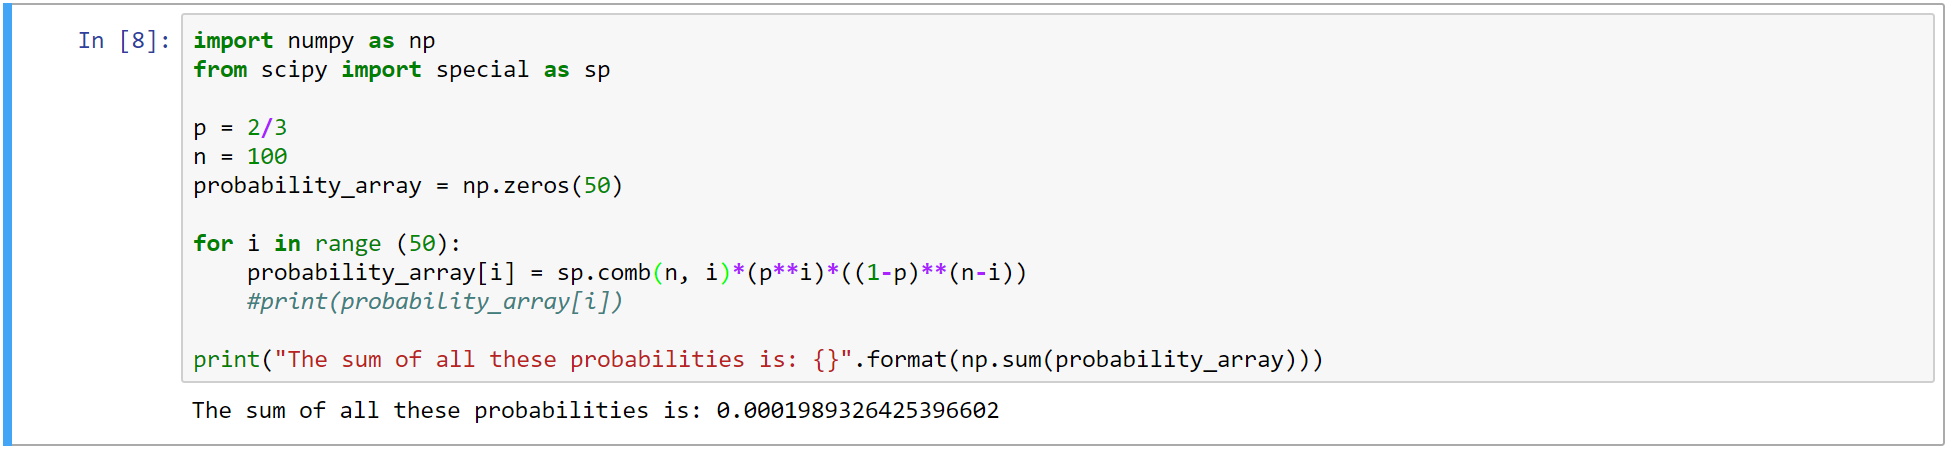 In [8]:
import numpy as np
from scipy import special as sp
p = 2/3
n = 100
probability_array = np.zeros(50)
for i in range (50):
    probability_array[i] = sp.comb(n, i)*(p**i)*((1-p)**(n-i))
    #print(probability_array[i])
print("The sum of all these probabilities is: {}".format(np.sum(probability_array)))
The sum of all these probabilities is: 0.0001989326425396602